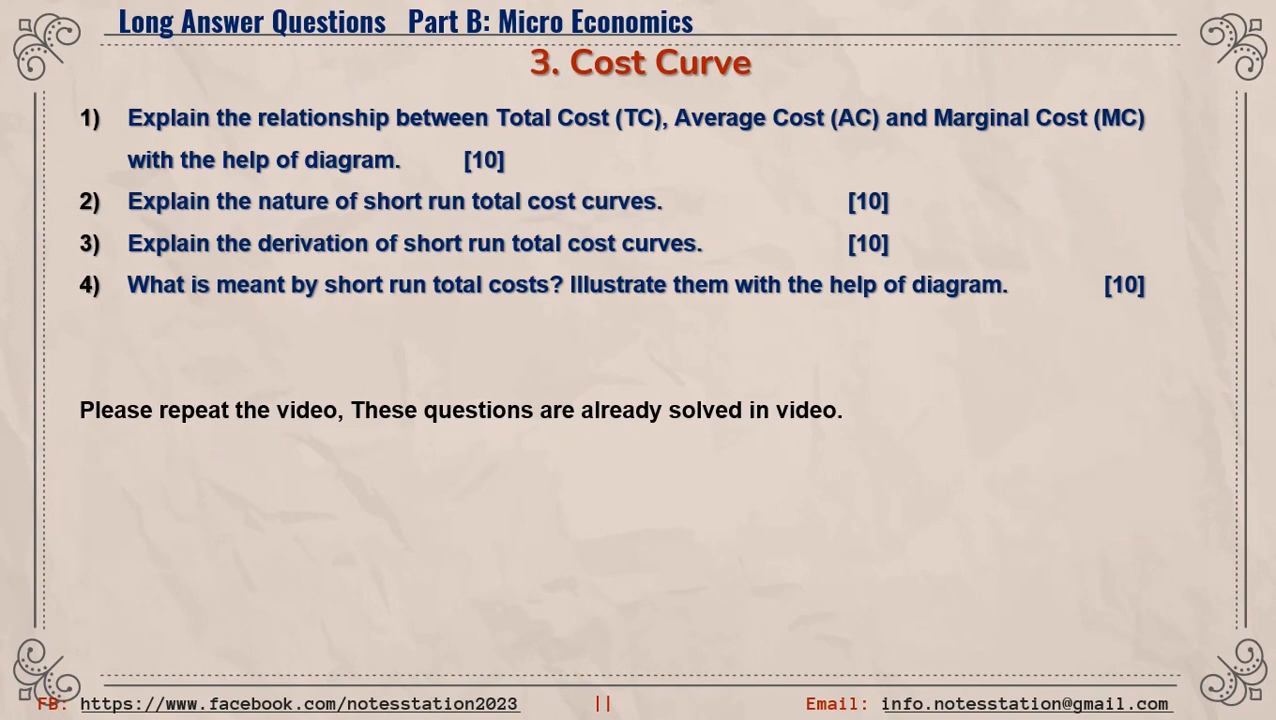 Long Answer Questions Part B: Micro Economics
3. Cost Curve
1) Explain the relationship between Total Cost (TC), Average Cost (AC) and Marginal Cost (MC)
with the help of diagram. [10]
2) Explain the nature of short run total cost curves. [10]
3) Explain the derivation of short run total cost curves. [10]
4) What is meant by short run total costs? Illustrate them with the help of diagram. [10]
Please repeat the video, These questions are already solved in video.
FB: https://www.facebook.com/notesstation2023 || Email: info.notesstation@gmail.com